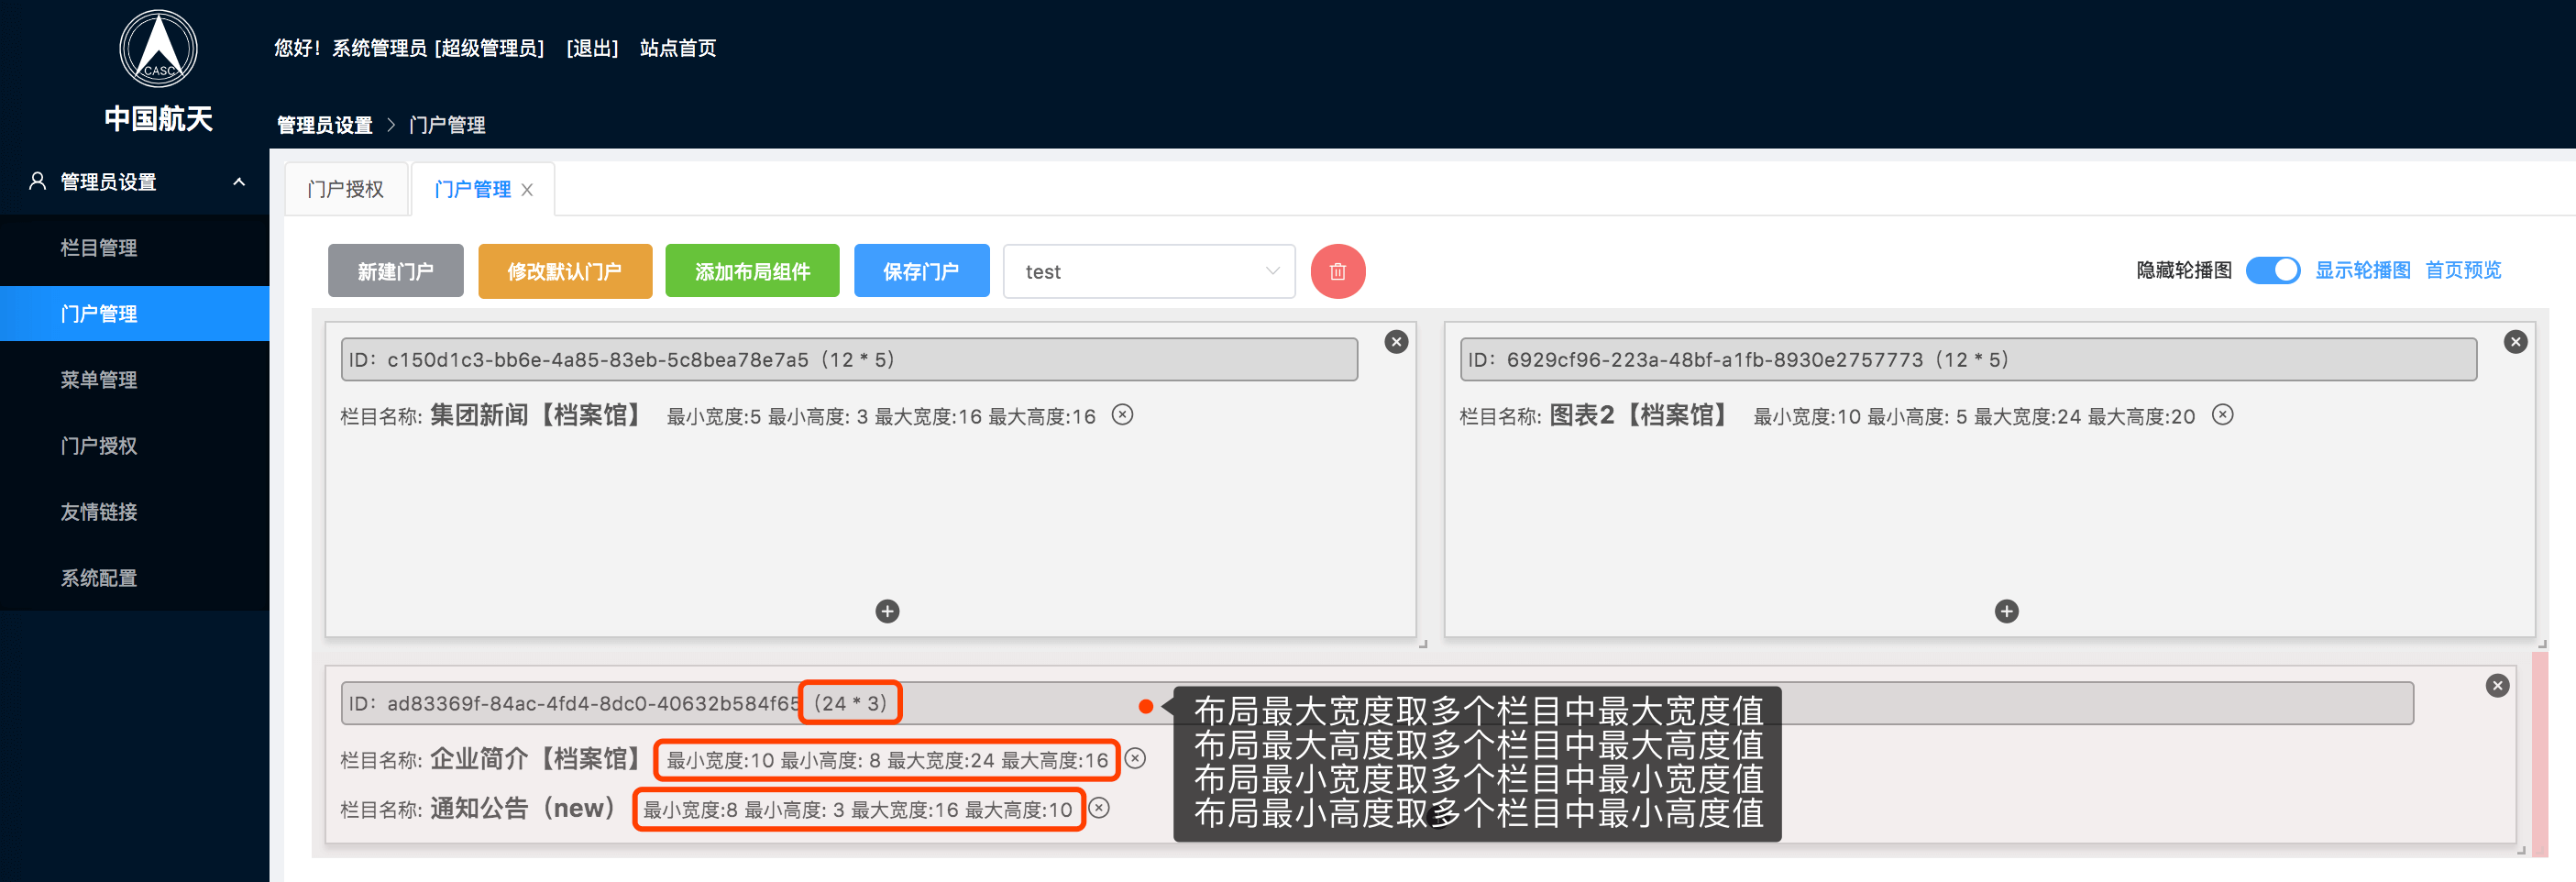 CASC
中国航天
您好！系统管理员 [超级管理员] [退出] 站点首页
管理员设置 > 门户管理
管理员设置
栏目管理
门户管理
菜单管理
门户授权
友情链接
系统配置
门户授权 门户管理
新建门户 修改默认门户 添加布局组件 保存门户 test 隐藏轮播图 显示轮播图 首页预览
ID：c150d1c3-bb6e-4a85-83eb-5c8bea78e7a5（12 * 5）
栏目名称: 集团新闻【档案馆】 最小宽度:5 最小高度: 3 最大宽度:16 最大高度:16
ID：6929cf96-223a-48bf-a1fb-8930e2757773（12 * 5）
栏目名称: 图表2【档案馆】 最小宽度:10 最小高度: 5 最大宽度:24 最大高度:20
ID：ad83369f-84ac-4fd4-8dc0-40632b584f65（24 * 3）
栏目名称: 企业简介【档案馆】 最小宽度:10 最小高度: 8 最大宽度:24 最大高度:16
栏目名称: 通知公告（new） 最小宽度:8 最小高度: 3 最大宽度:16 最大高度:10
布局最大宽度取多个栏目中最大宽度值
布局最大高度取多个栏目中最大高度值
布局最小宽度取多个栏目中最小宽度值
布局最小高度取多个栏目中最小高度值